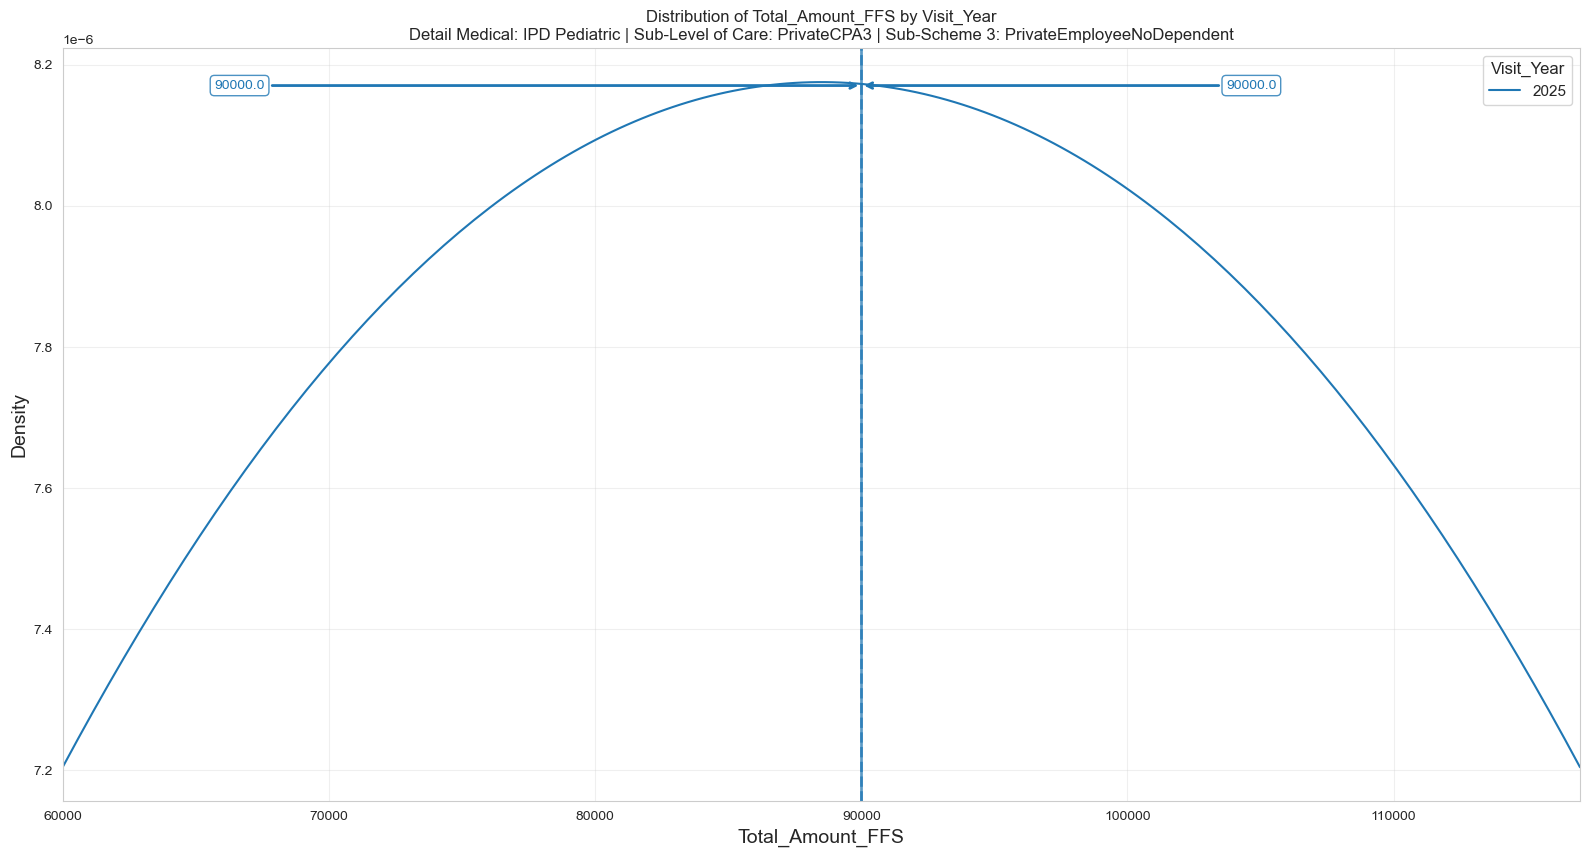 Distribution of Total_Amount_FFS by Visit_Year
Detail Medical: IPD Pediatric | Sub-Level of Care: PrivateCPA3 | Sub-Scheme 3: PrivateEmployeeNoDependent
1e−6
8.2
8.0
7.8
7.6
7.4
7.2
Density
90000.0
90000.0
Visit_Year
2025
60000
70000
80000
90000
100000
110000
Total_Amount_FFS